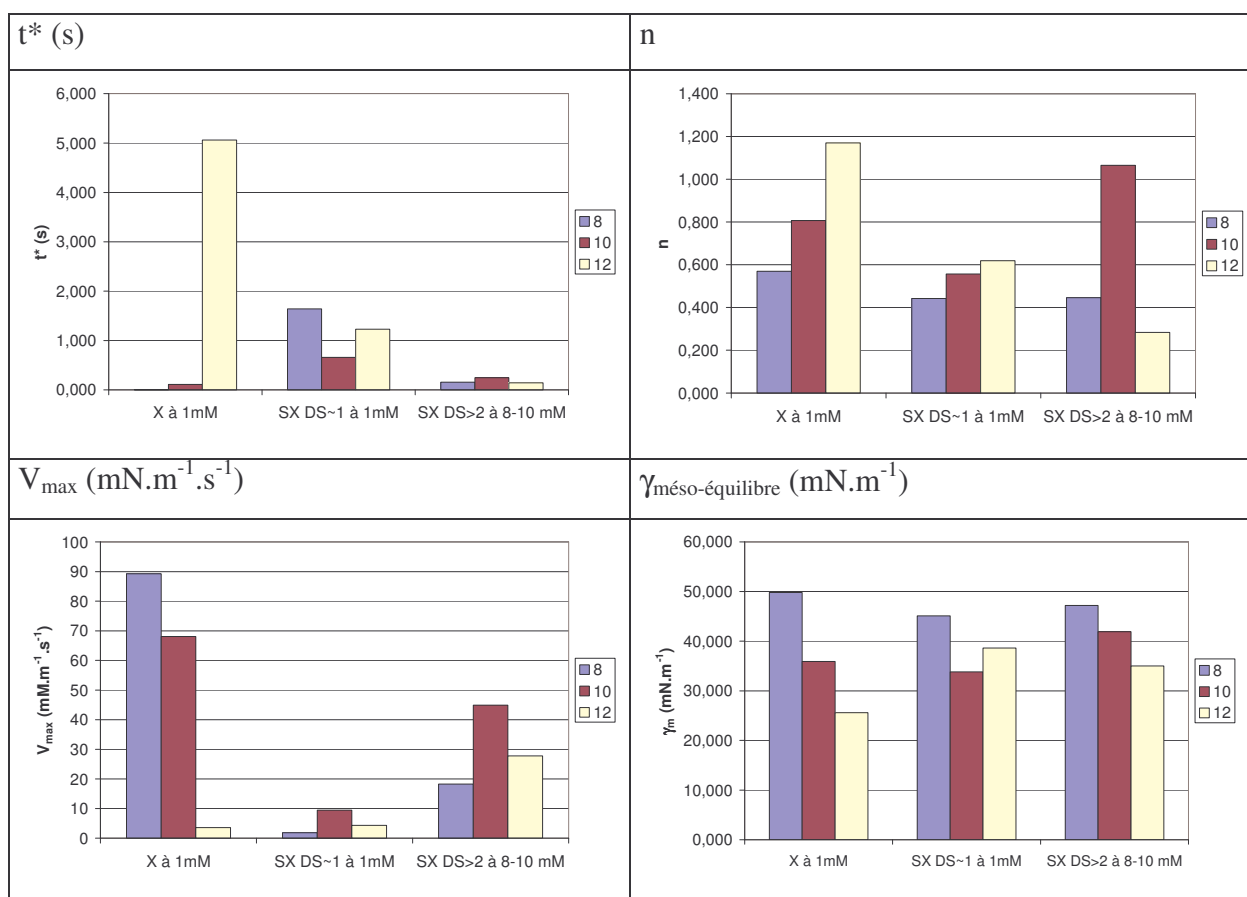 t* (s)
n
6,000
5,000
4,000
3,000
2,000
1,000
0,000
t* (s)
X à 1mM
SX DS~1 à 1mM
SX DS>2 à 8-10 mM
8
10
12
1,400
1,200
1,000
0,800
0,600
0,400
0,200
0,000
n
X à 1mM
SX DS~1 à 1mM
SX DS>2 à 8-10 mM
8
10
12
Vmax (mN.m-1.s-1)
γméso-équilibre (mN.m-1)
100
90
80
70
60
50
40
30
20
10
0
Vmax (mM.m-1.s-1)
X à 1mM
SX DS~1 à 1mM
SX DS>2 à 8-10 mM
8
10
12
60,000
50,000
40,000
30,000
20,000
10,000
0,000
γm (mN.m-1)
X à 1mM
SX DS~1 à 1mM
SX DS>2 à 8-10 mM
8
10
12